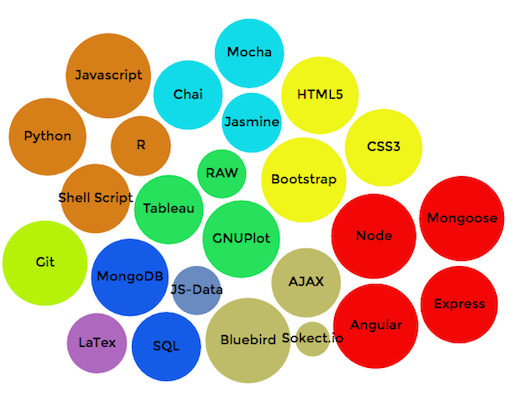 Mocha
Javascript
Chai
HTML5
Jasmine
Python
R
CSS3
RAW
Bootstrap
Shell Script
Tableau
Mongoose
GNUPlot
Node
Git
MongoDB
AJAX
JS-Data
Express
Angular
Sokect.io
Bluebird
LaTex
SQL